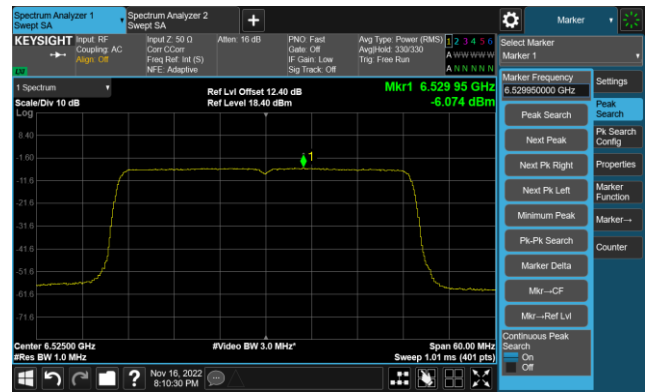 Spectrum Analyzer 1
Swept SA
Spectrum Analyzer 2
Swept SA
+
Marker
KEYSIGHT
Input: RF
Coupling: AC
Align: Off
Input Z: 50 Ω
Corr CCorr
Freq Ref: Int (S)
NFE: Adaptive
Atten: 16 dB
PNO: Fast
Gate: Off
IF Gain: Low
Sig Track: Off
Avg Type: Power (RMS)
Avg|Hold: 330/330
Trig: Free Run
1 2 3 4 5 6
A W W W W W
A N N N N N
Select Marker
Marker 1
1 Spectrum
Scale/Div 10 dB
Log
Ref Lvl Offset 12.40 dB
Ref Level 18.40 dBm
Mkr1 6.529 95 GHz
-6.074 dBm
8.40
-1.60
-11.6
-21.6
-31.6
-41.6
-51.6
-61.6
-71.6
1
Center 6.52500 GHz
#Res BW 1.0 MHz
#Video BW 3.0 MHz*
Span 60.00 MHz
Sweep 1.01 ms (401 pts)
Marker Frequency
6.529950000 GHz
Peak Search
Next Peak
Next Pk Right
Next Pk Left
Minimum Peak
Pk-Pk Search
Marker Delta
Mkr→CF
Mkr→Ref Lvl
Continuous Peak
Search
On
Off
Settings
Peak
Search
Pk Search
Config
Properties
Marker
Function
Marker→
Counter
?
Nov 16, 2022
8:10:30 PM